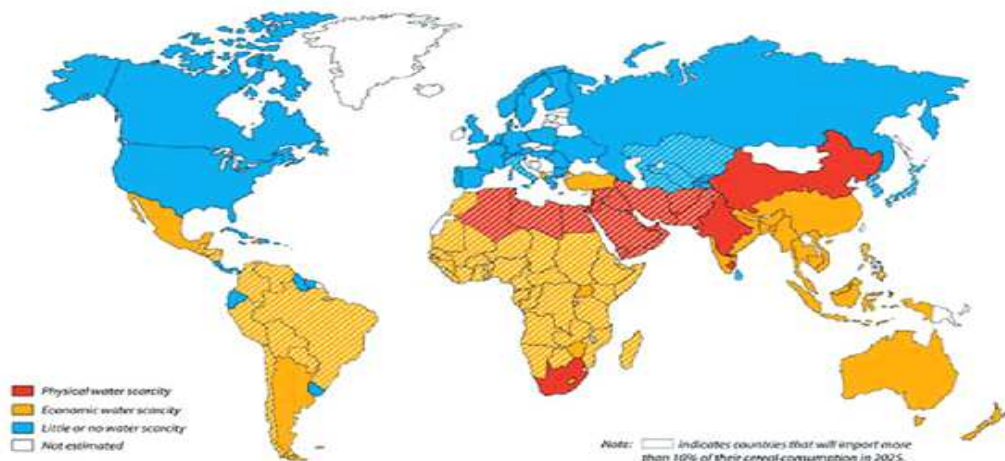 Physical water scarcity
Economic water scarcity
Little or no water scarcity
Not estimated
Note: indicates countries that will import more
than 10% of their cereal consumption in 2025.